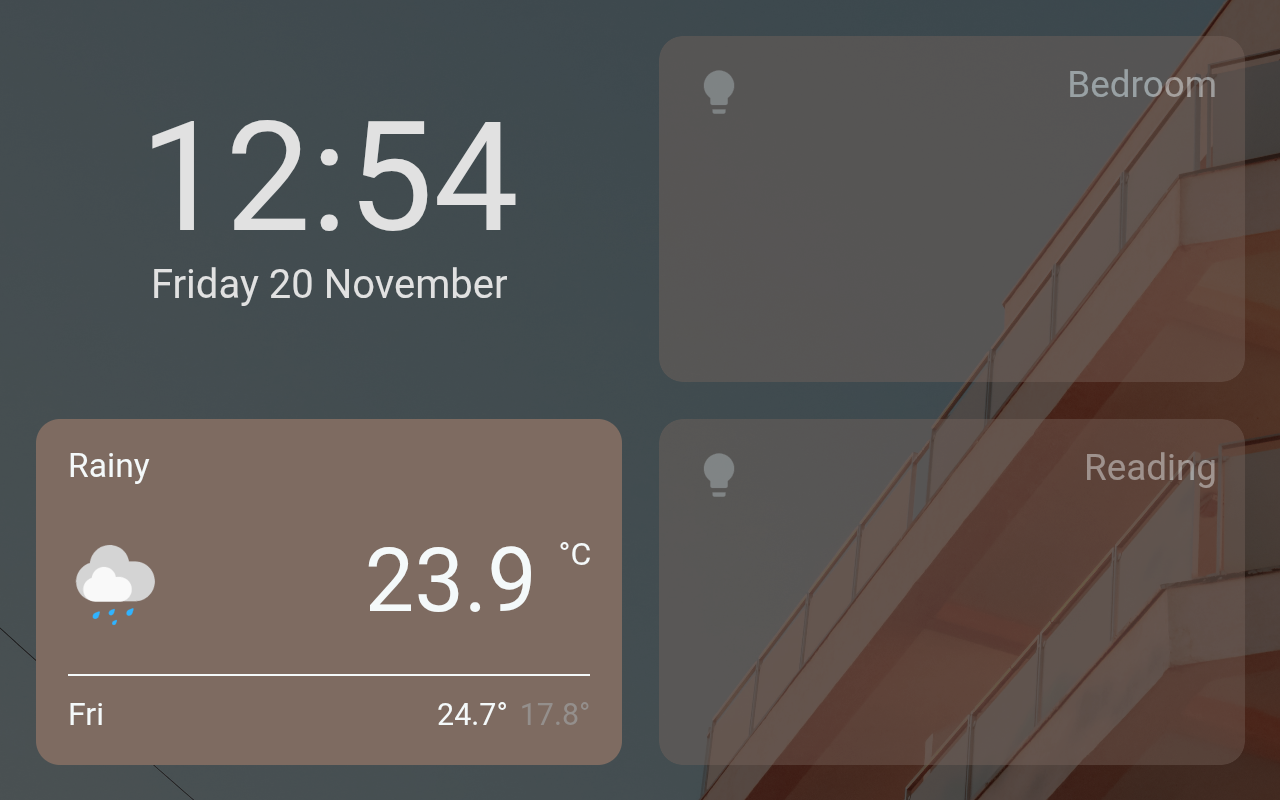 12:54
Friday 20 November
Bedroom
Rainy
23.9 °C
Fri 24.7° 17.8°
Reading